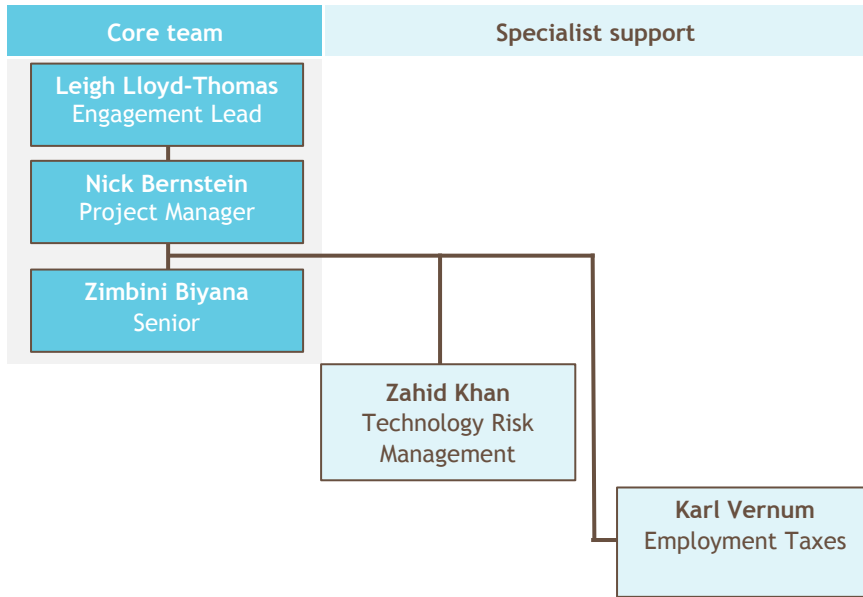 Core team
Specialist support
Leigh Lloyd-Thomas
Engagement Lead
Nick Bernstein
Project Manager
Zimbini Biyana
Senior
Zahid Khan
Technology Risk
Management
Karl Vernum
Employment Taxes